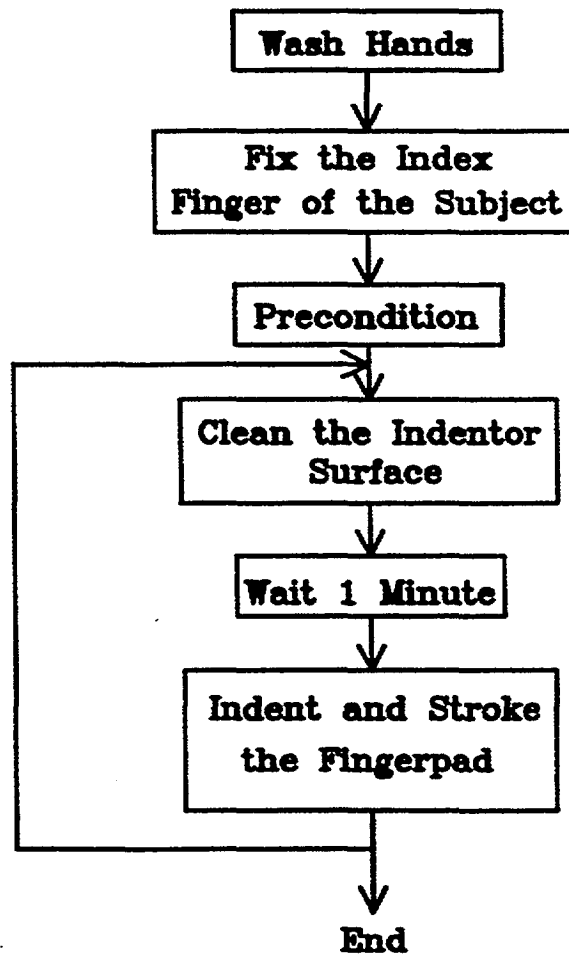 Wash Hands
Fix the Index
Finger of the Subject
Precondition
Clean the Indentor
Surface
Wait 1 Minute
Indent and Stroke
the Fingerpad
End